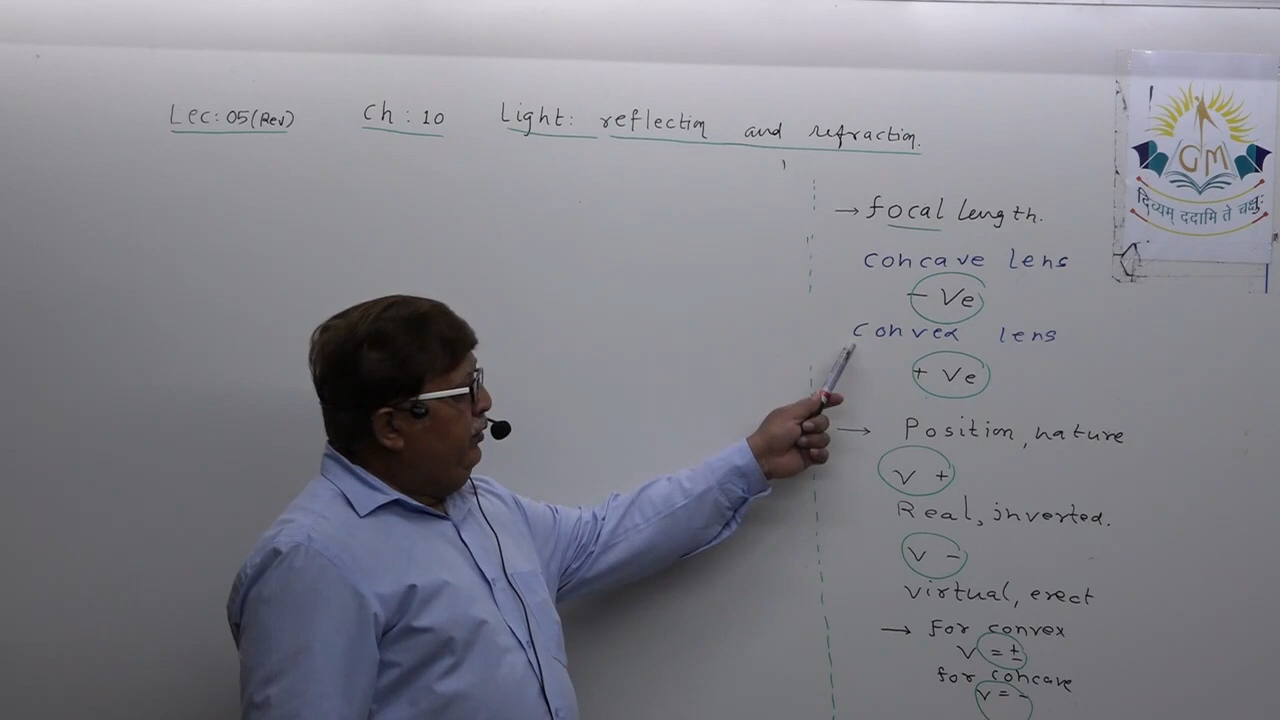 Lec: 05 (Rev) Ch: 10 Light: reflection and refraction.
→ focal length.
concave lens
- Ve
convex lens
+ Ve
→ Position, nature
v +
Real, inverted.
v -
virtual, erect
→ for convex
v = ±
for concave
v = -
GM
दिव्यम् ददामि ते चक्षुः